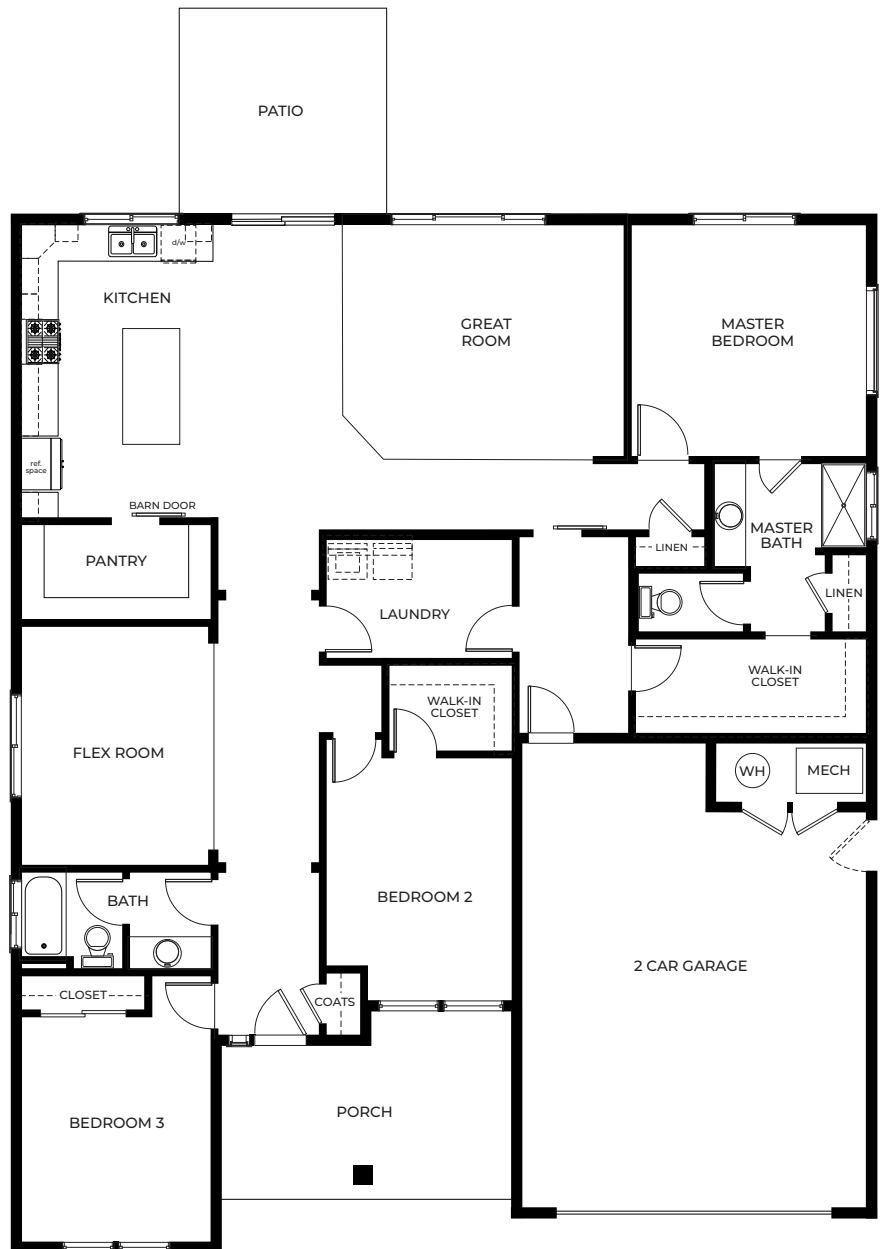 PATIO
d/w
KITCHEN
GREAT
ROOM
MASTER
BEDROOM
ref.
space
BARN DOOR
MASTER
BATH
PANTRY
LINEN
LAUNDRY
LINEN
WALK-IN
CLOSET
WALK-IN
CLOSET
FLEX ROOM
WH
MECH
BATH
BEDROOM 2
2 CAR GARAGE
CLOSET
COATS
BEDROOM 3
PORCH